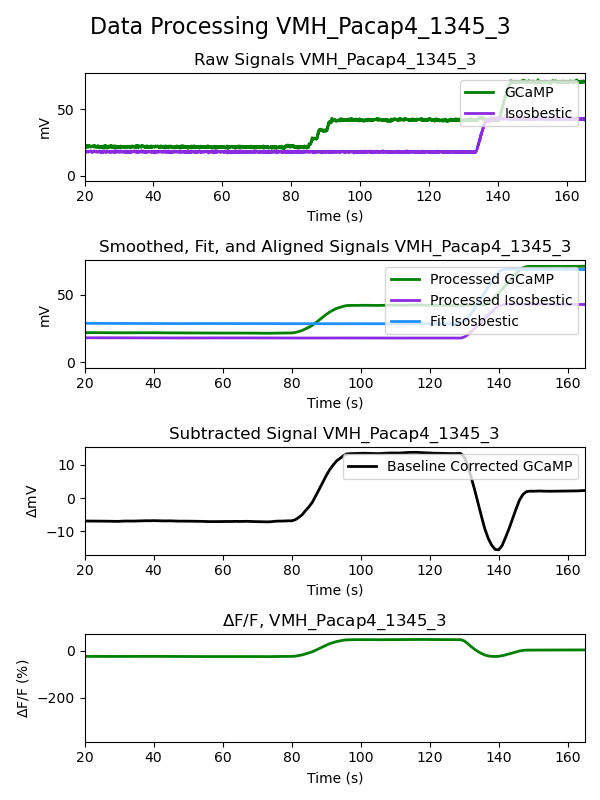 Data Processing VMH_Pacap4_1345_3
Raw Signals VMH_Pacap4_1345_3
50
0
mV
GCaMP
Isosbestic
20 40 60 80 100 120 140 160
Time (s)
Smoothed, Fit, and Aligned Signals VMH_Pacap4_1345_3
50
0
mV
Processed GCaMP
Processed Isosbestic
Fit Isosbestic
20 40 60 80 100 120 140 160
Time (s)
Subtracted Signal VMH_Pacap4_1345_3
10
0
−10
ΔmV
Baseline Corrected GCaMP
20 40 60 80 100 120 140 160
Time (s)
ΔF/F, VMH_Pacap4_1345_3
0
−200
ΔF/F (%)
20 40 60 80 100 120 140 160
Time (s)